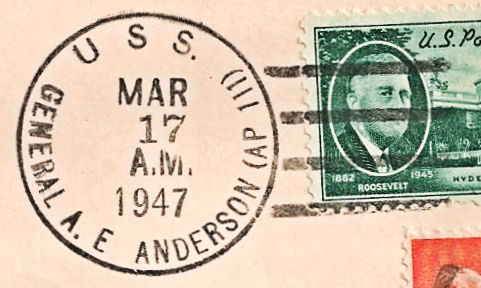 U.S.S. GENERAL A. E ANDERSON (AP 111)
MAR
17
A.M.
1947
U.S. Po
1882 1945
ROOSEVELT
HYDE